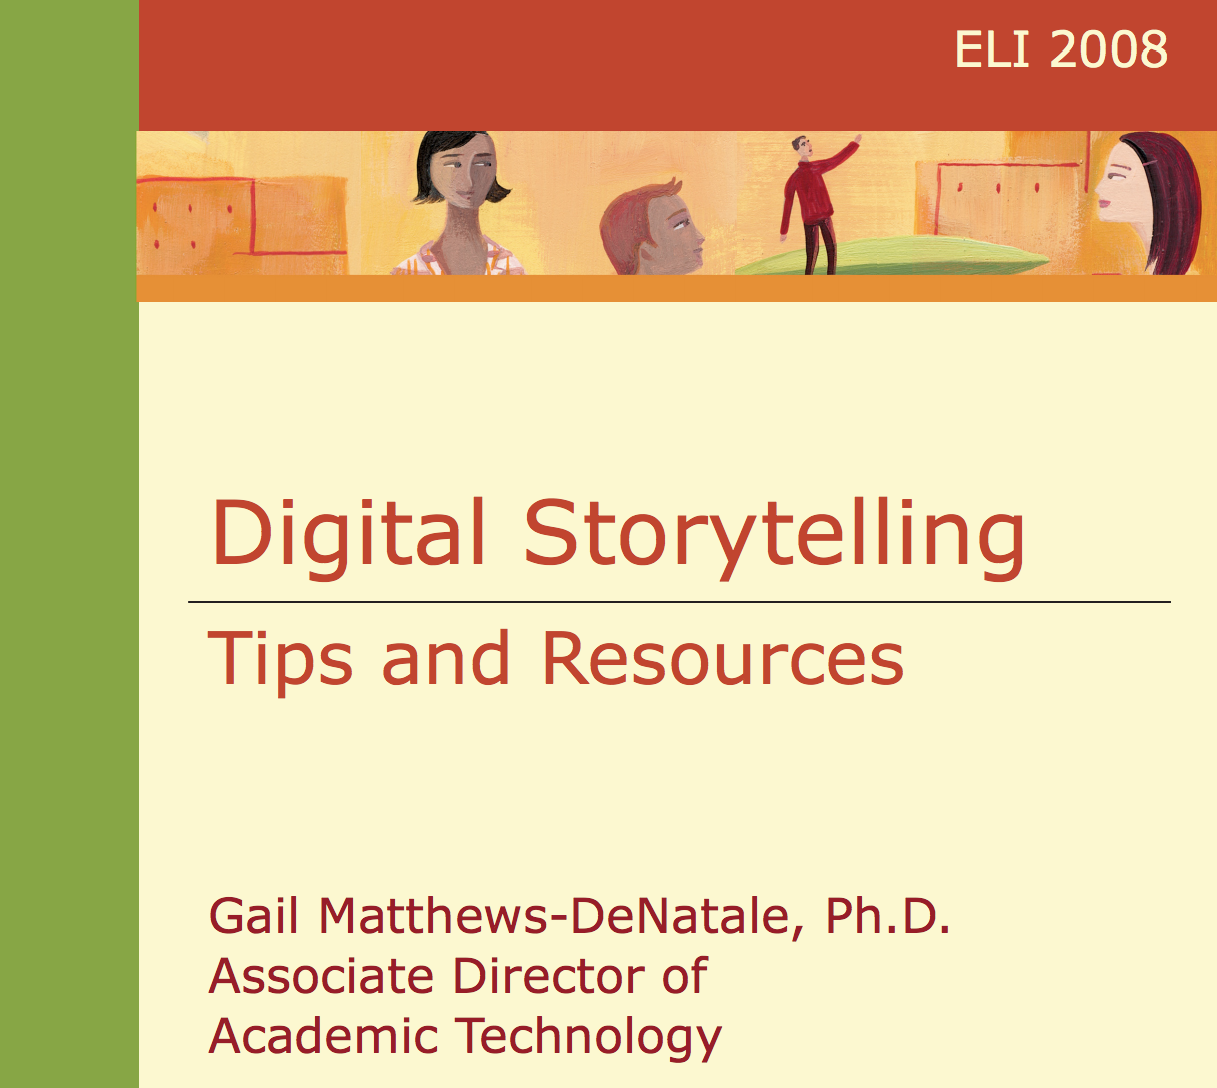 ELI 2008
Digital Storytelling
Tips and Resources
Gail Matthews-DeNatale, Ph.D.
Associate Director of
Academic Technology